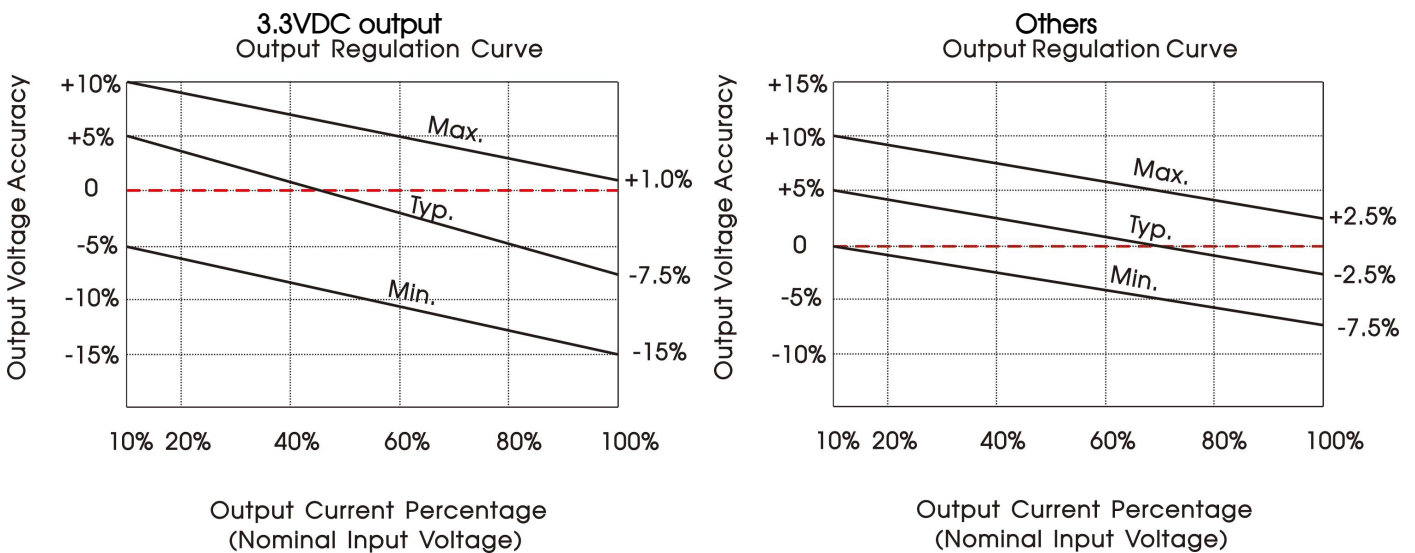 3.3VDC output
Output Regulation Curve
Output Voltage Accuracy
+10%
+5%
0
-5%
-10%
-15%
Max.
Typ.
Min.
+1.0%
-7.5%
-15%
10% 20% 40% 60% 80% 100%
Output Current Percentage
(Nominal Input Voltage)
Others
Output Regulation Curve
Output Voltage Accuracy
+15%
+10%
+5%
0
-5%
-10%
Max.
Typ.
Min.
+2.5%
-2.5%
-7.5%
10% 20% 40% 60% 80% 100%
Output Current Percentage
(Nominal Input Voltage)